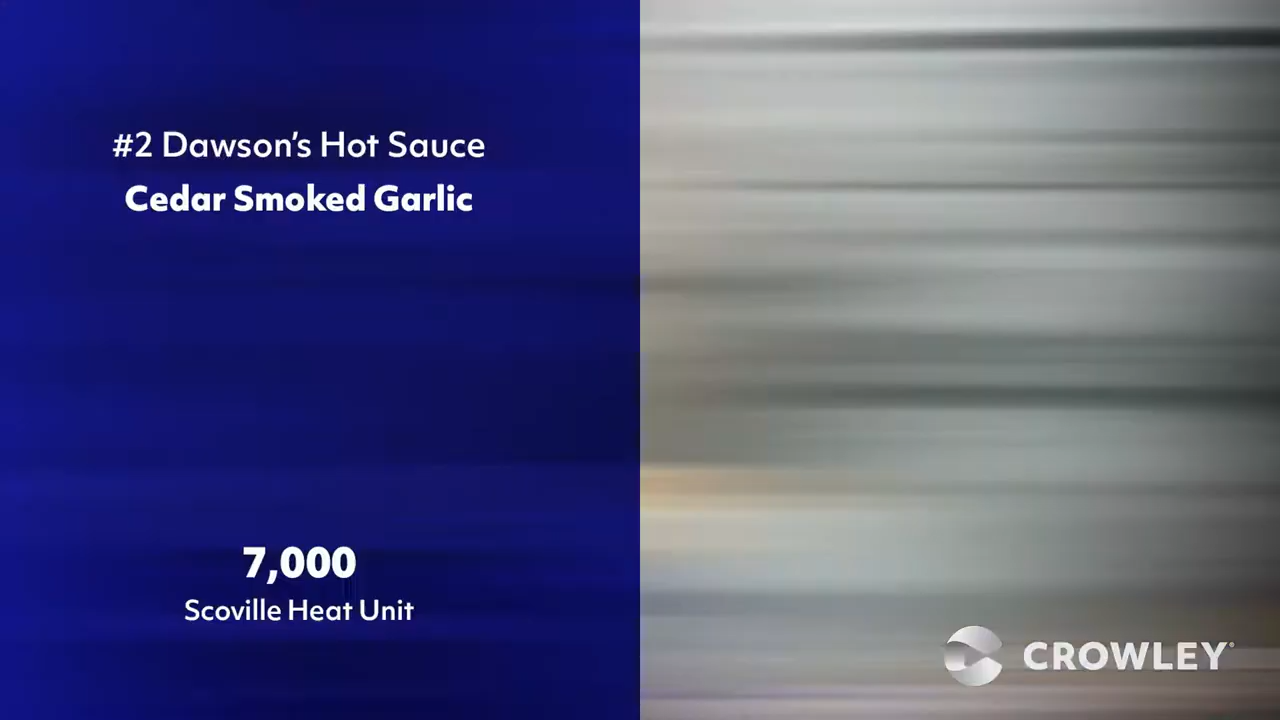 #2 Dawson’s Hot Sauce
Cedar Smoked Garlic
7,000
Scoville Heat Unit
CROWLEY®